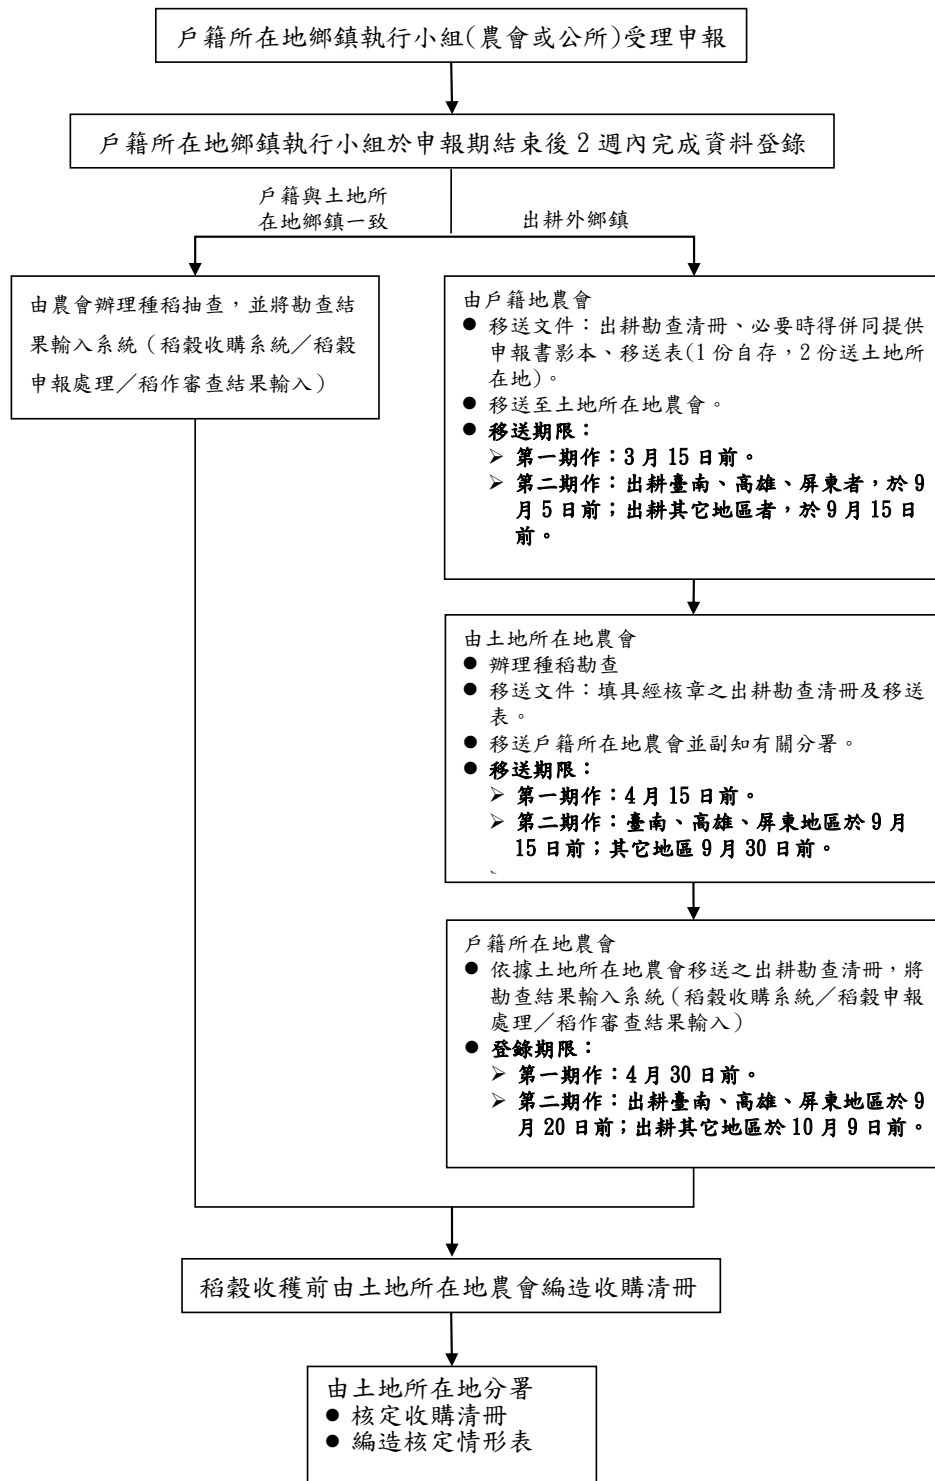 戶籍所在地鄉鎮執行小組(農會或公所)受理申報
戶籍所在地鄉鎮執行小組於申報期結束後 2 週內完成資料登錄
戶籍與土地所
在地鄉鎮一致
出耕外鄉鎮
由農會辦理種稻抽查，並將勘查結
果輸入系統（稻穀收購系統／稻穀
申報處理／稻作審查結果輸入）
由戶籍地農會
● 移送文件：出耕勘查清冊、必要時得併同提供
申報書影本、移送表(1 份自存，2 份送土地所
在地)。
● 移送至土地所在地農會。
● 移送期限：
➢ 第一期作：3 月 15 日前。
➢ 第二期作：出耕臺南、高雄、屏東者，於 9
月 5 日前；出耕其它地區者，於 9 月 15 日
前。
由土地所在地農會
● 辦理種稻勘查
● 移送文件：填具經核章之出耕勘查清冊及移送
表。
● 移送戶籍所在地農會並副知有關分署。
● 移送期限：
➢ 第一期作：4 月 15 日前。
➢ 第二期作：臺南、高雄、屏東地區於 9 月
15 日前；其它地區 9 月 30 日前。
戶籍所在地農會
● 依據土地所在地農會移送之出耕勘查清冊，將
勘查結果輸入系統（稻穀收購系統／稻穀申報
處理／稻作審查結果輸入）
● 登錄期限：
➢ 第一期作：4 月 30 日前。
➢ 第二期作：出耕臺南、高雄、屏東地區於 9
月 20 日前；出耕其它地區於 10 月 9 日前。
稻穀收穫前由土地所在地農會編造收購清冊
由土地所在地分署
● 核定收購清冊
● 編造核定情形表